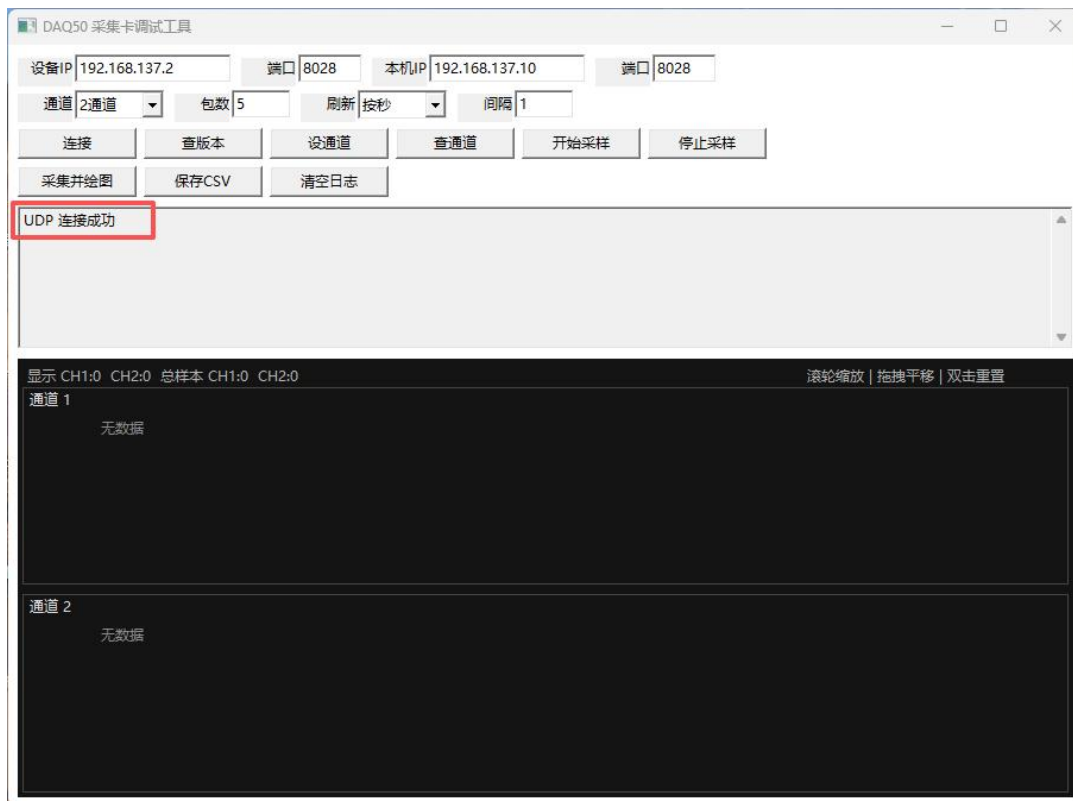 DAQ50 采集卡调试工具
设备IP 192.168.137.2 端口 8028 本机IP 192.168.137.10 端口 8028
通道 2通道 包数 5 刷新 按秒 间隔 1
连接 查版本 设通道 查通道 开始采样 停止采样
采集并绘图 保存CSV 清空日志
UDP 连接成功
显示 CH1:0 CH2:0 总样本 CH1:0 CH2:0 滚轮缩放 | 拖拽平移 | 双击重置
通道 1
无数据
通道 2
无数据